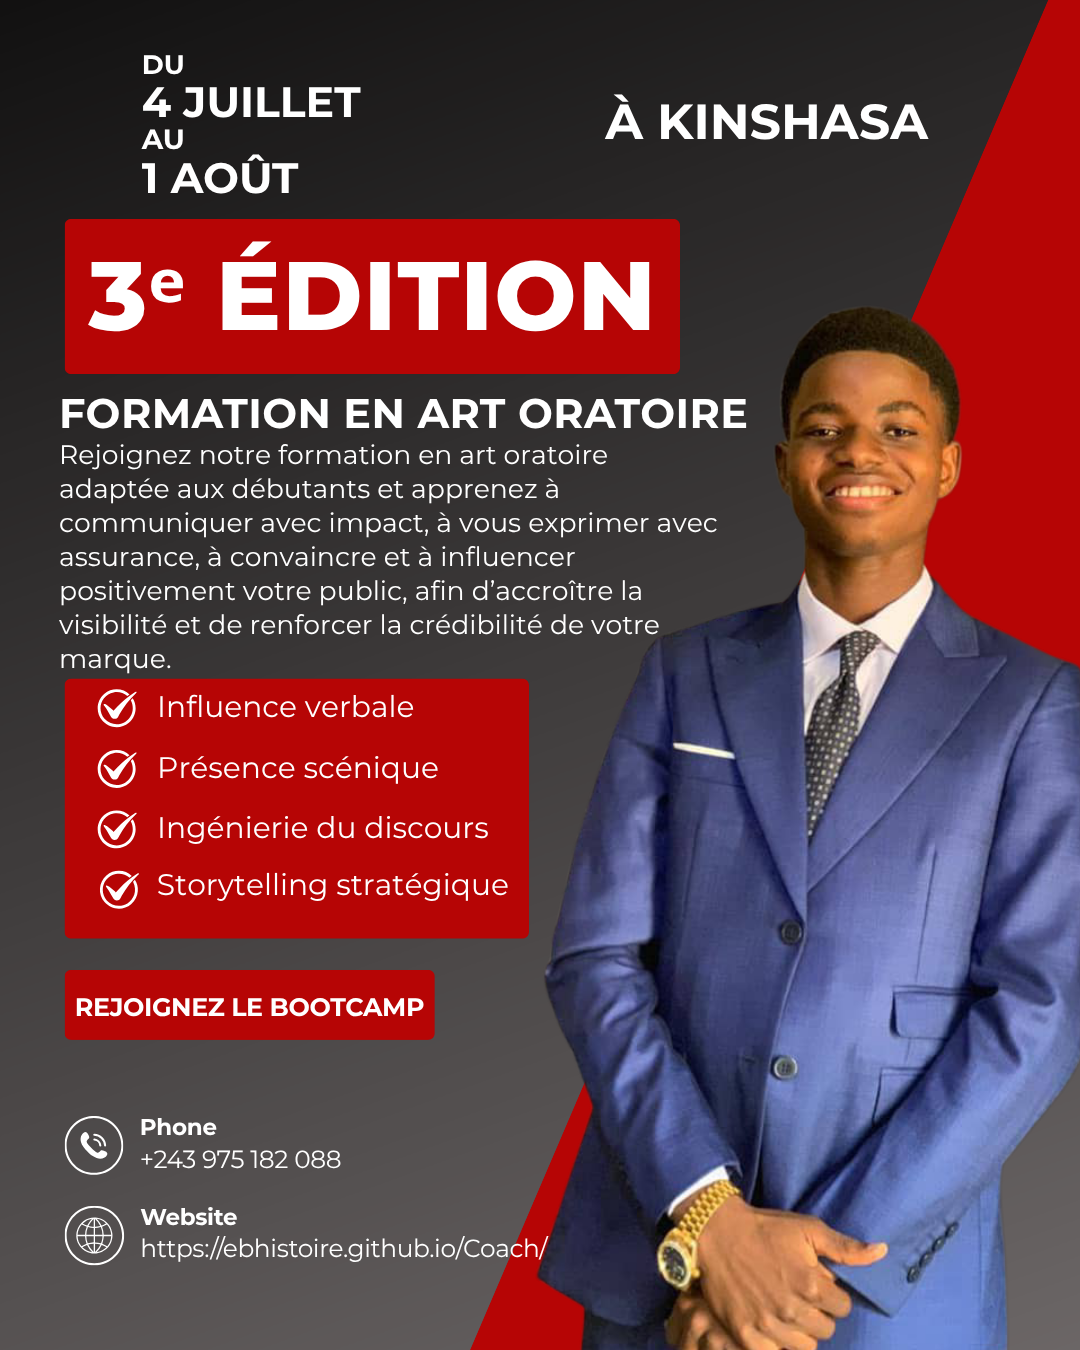 DU
4 JUILLET
AU
1 AOÛT
À KINSHASA
3ᵉ ÉDITION
FORMATION EN ART ORATOIRE
Rejoignez notre formation en art oratoire
adaptée aux débutants et apprenez à
communiquer avec impact, à vous exprimer avec
assurance, à convaincre et à influencer
positivement votre public, afin d’accroître la
visibilité et de renforcer la crédibilité de votre
marque.
Influence verbale
Présence scénique
Ingénierie du discours
Storytelling stratégique
REJOIGNEZ LE BOOTCAMP
Phone
+243 975 182 088
Website
https://ebhistoire.github.io/Coach/